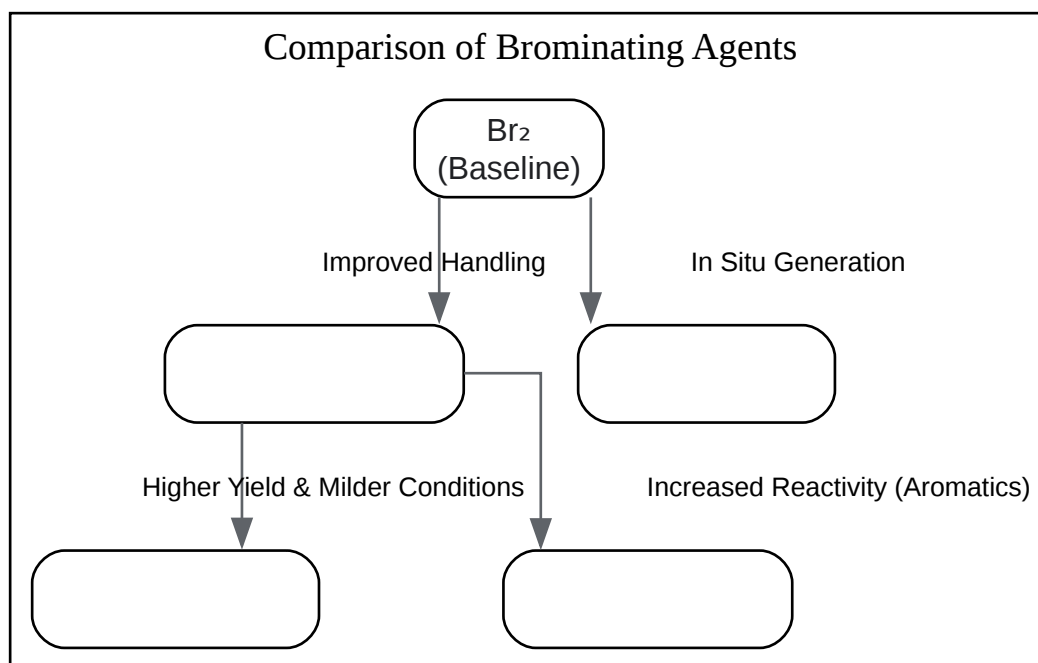 Comparison of Brominating Agents
Br₂
(Baseline)
Improved Handling
In Situ Generation
Higher Yield & Milder Conditions
Increased Reactivity (Aromatics)